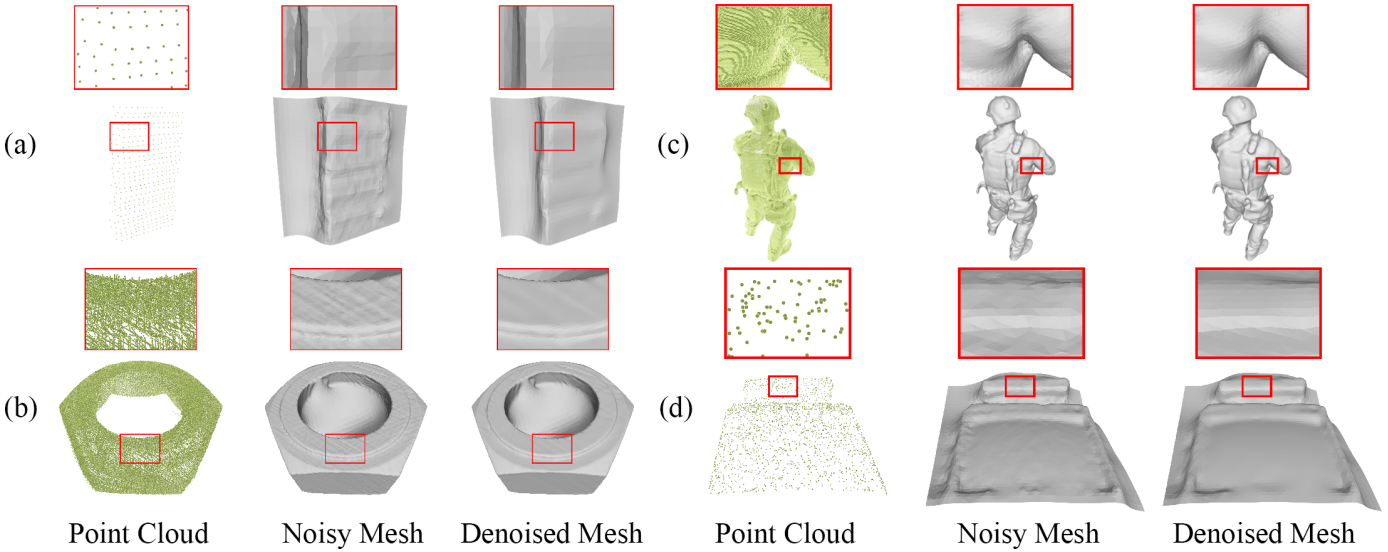 (a)
(c)
(b)
(d)
Point Cloud Noisy Mesh Denoised Mesh Point Cloud Noisy Mesh Denoised Mesh